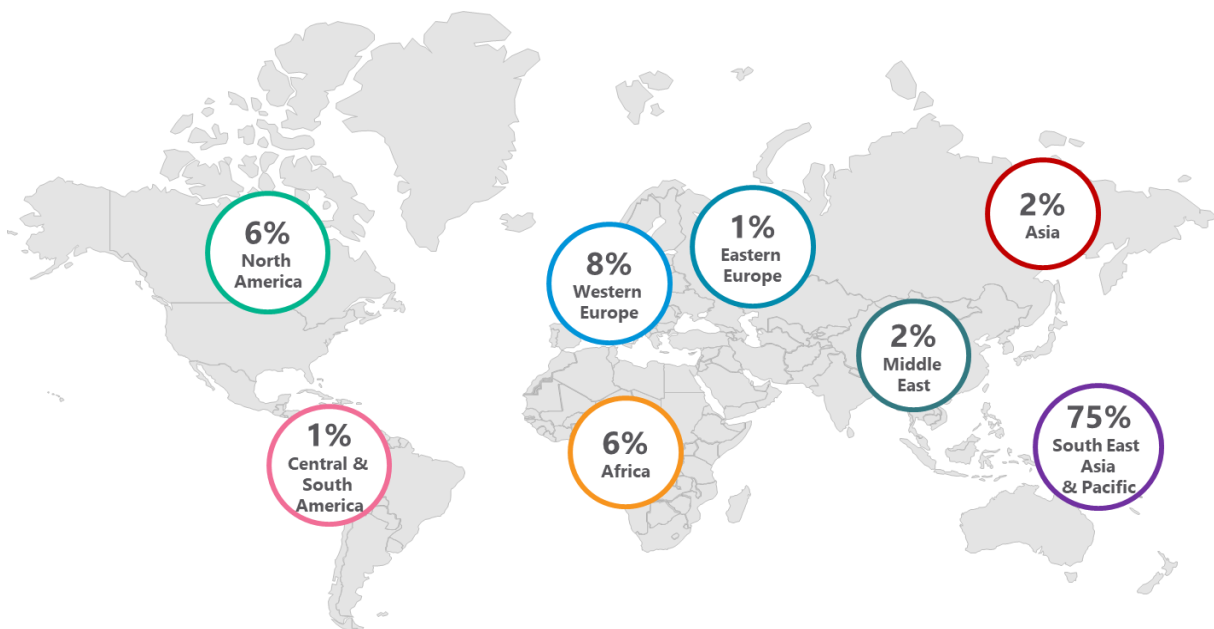 6%
North
America
8%
Western
Europe
1%
Eastern
Europe
2%
Asia
2%
Middle
East
1%
Central &
South
America
6%
Africa
75%
South East
Asia
& Pacific